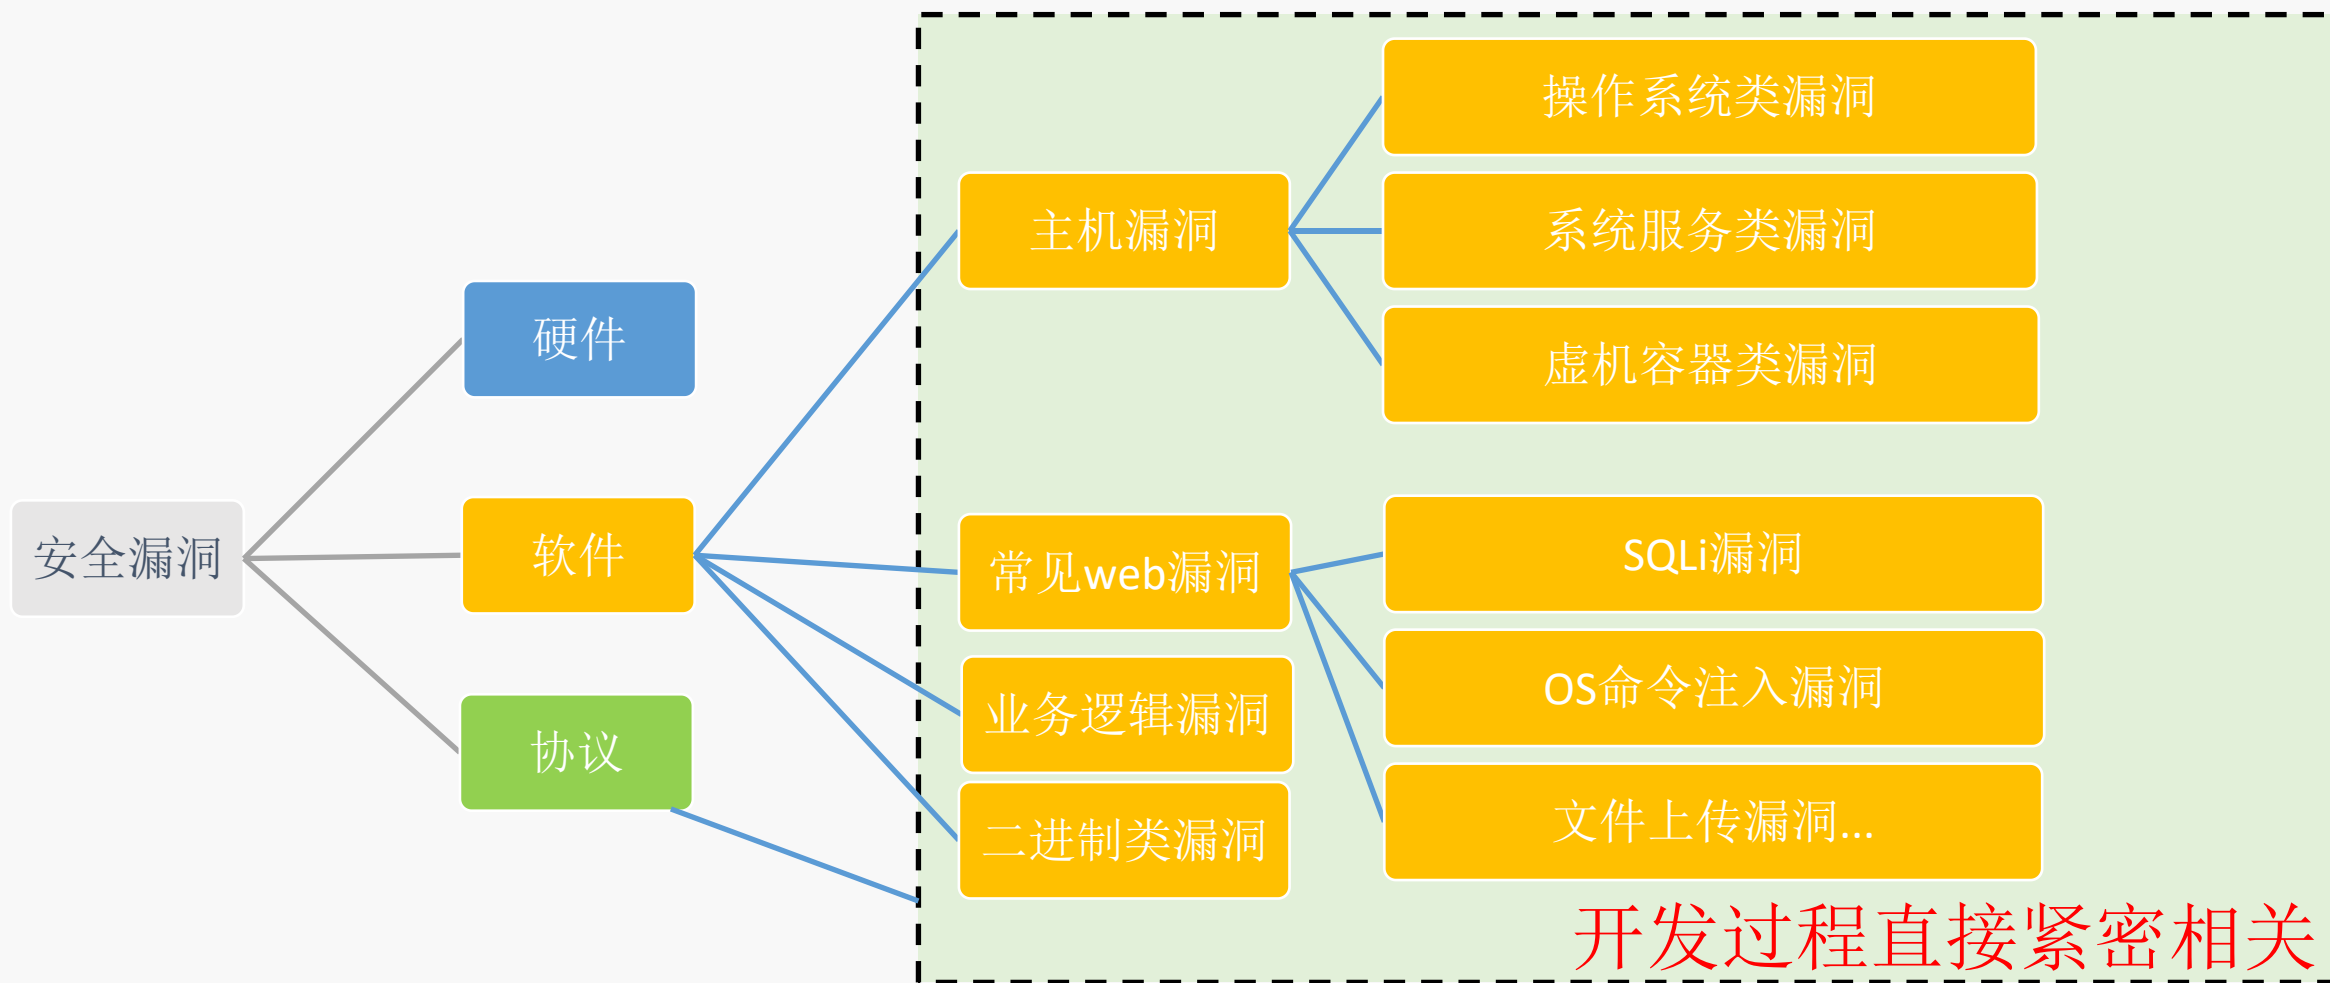 安全漏洞
硬件
软件
协议
主机漏洞
操作系统类漏洞
系统服务类漏洞
虚机容器类漏洞
常见web漏洞
SQLi漏洞
OS命令注入漏洞
文件上传漏洞...
业务逻辑漏洞
二进制类漏洞
开发过程直接紧密相关